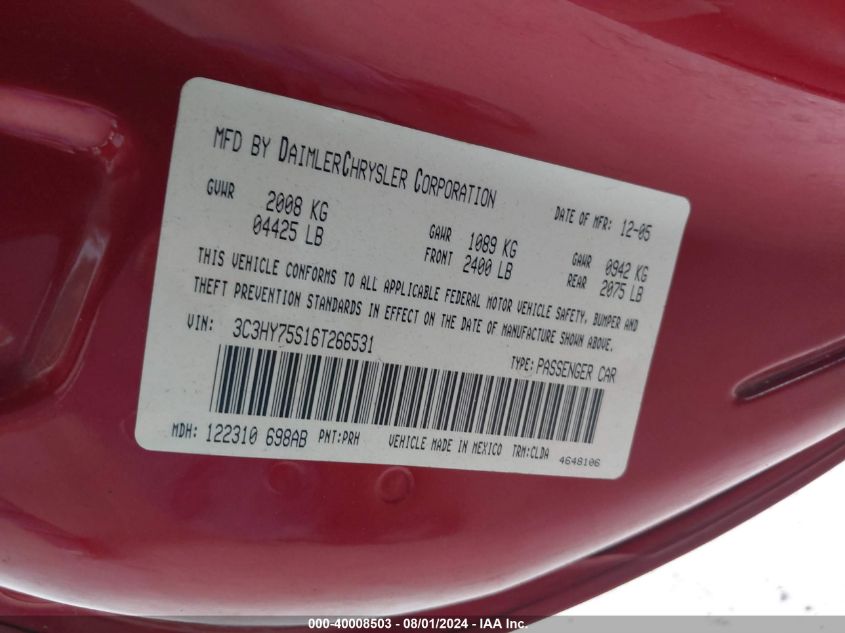 MFD BY DAIMLERCHRYSLER CORPORATION
DATE OF MFR: 12-05
GVWR 2008 KG
04425 LB
GAWR FRONT 1089 KG
2400 LB
GAWR REAR 0942 KG
2075 LB
THIS VEHICLE CONFORMS TO ALL APPLICABLE FEDERAL MOTOR VEHICLE SAFETY, BUMPER AND
THEFT PREVENTION STANDARDS IN EFFECT ON THE DATE OF MANUFACTURE SHOWN ABOVE.
VIN: 3C3HY75S16T266531
TYPE: PASSENGER CAR
MDH: 122310 698AB PNT:PRH VEHICLE MADE IN MEXICO TRM:CLDA
4648106
000-40008503 - 08/01/2024 - IAA Inc.